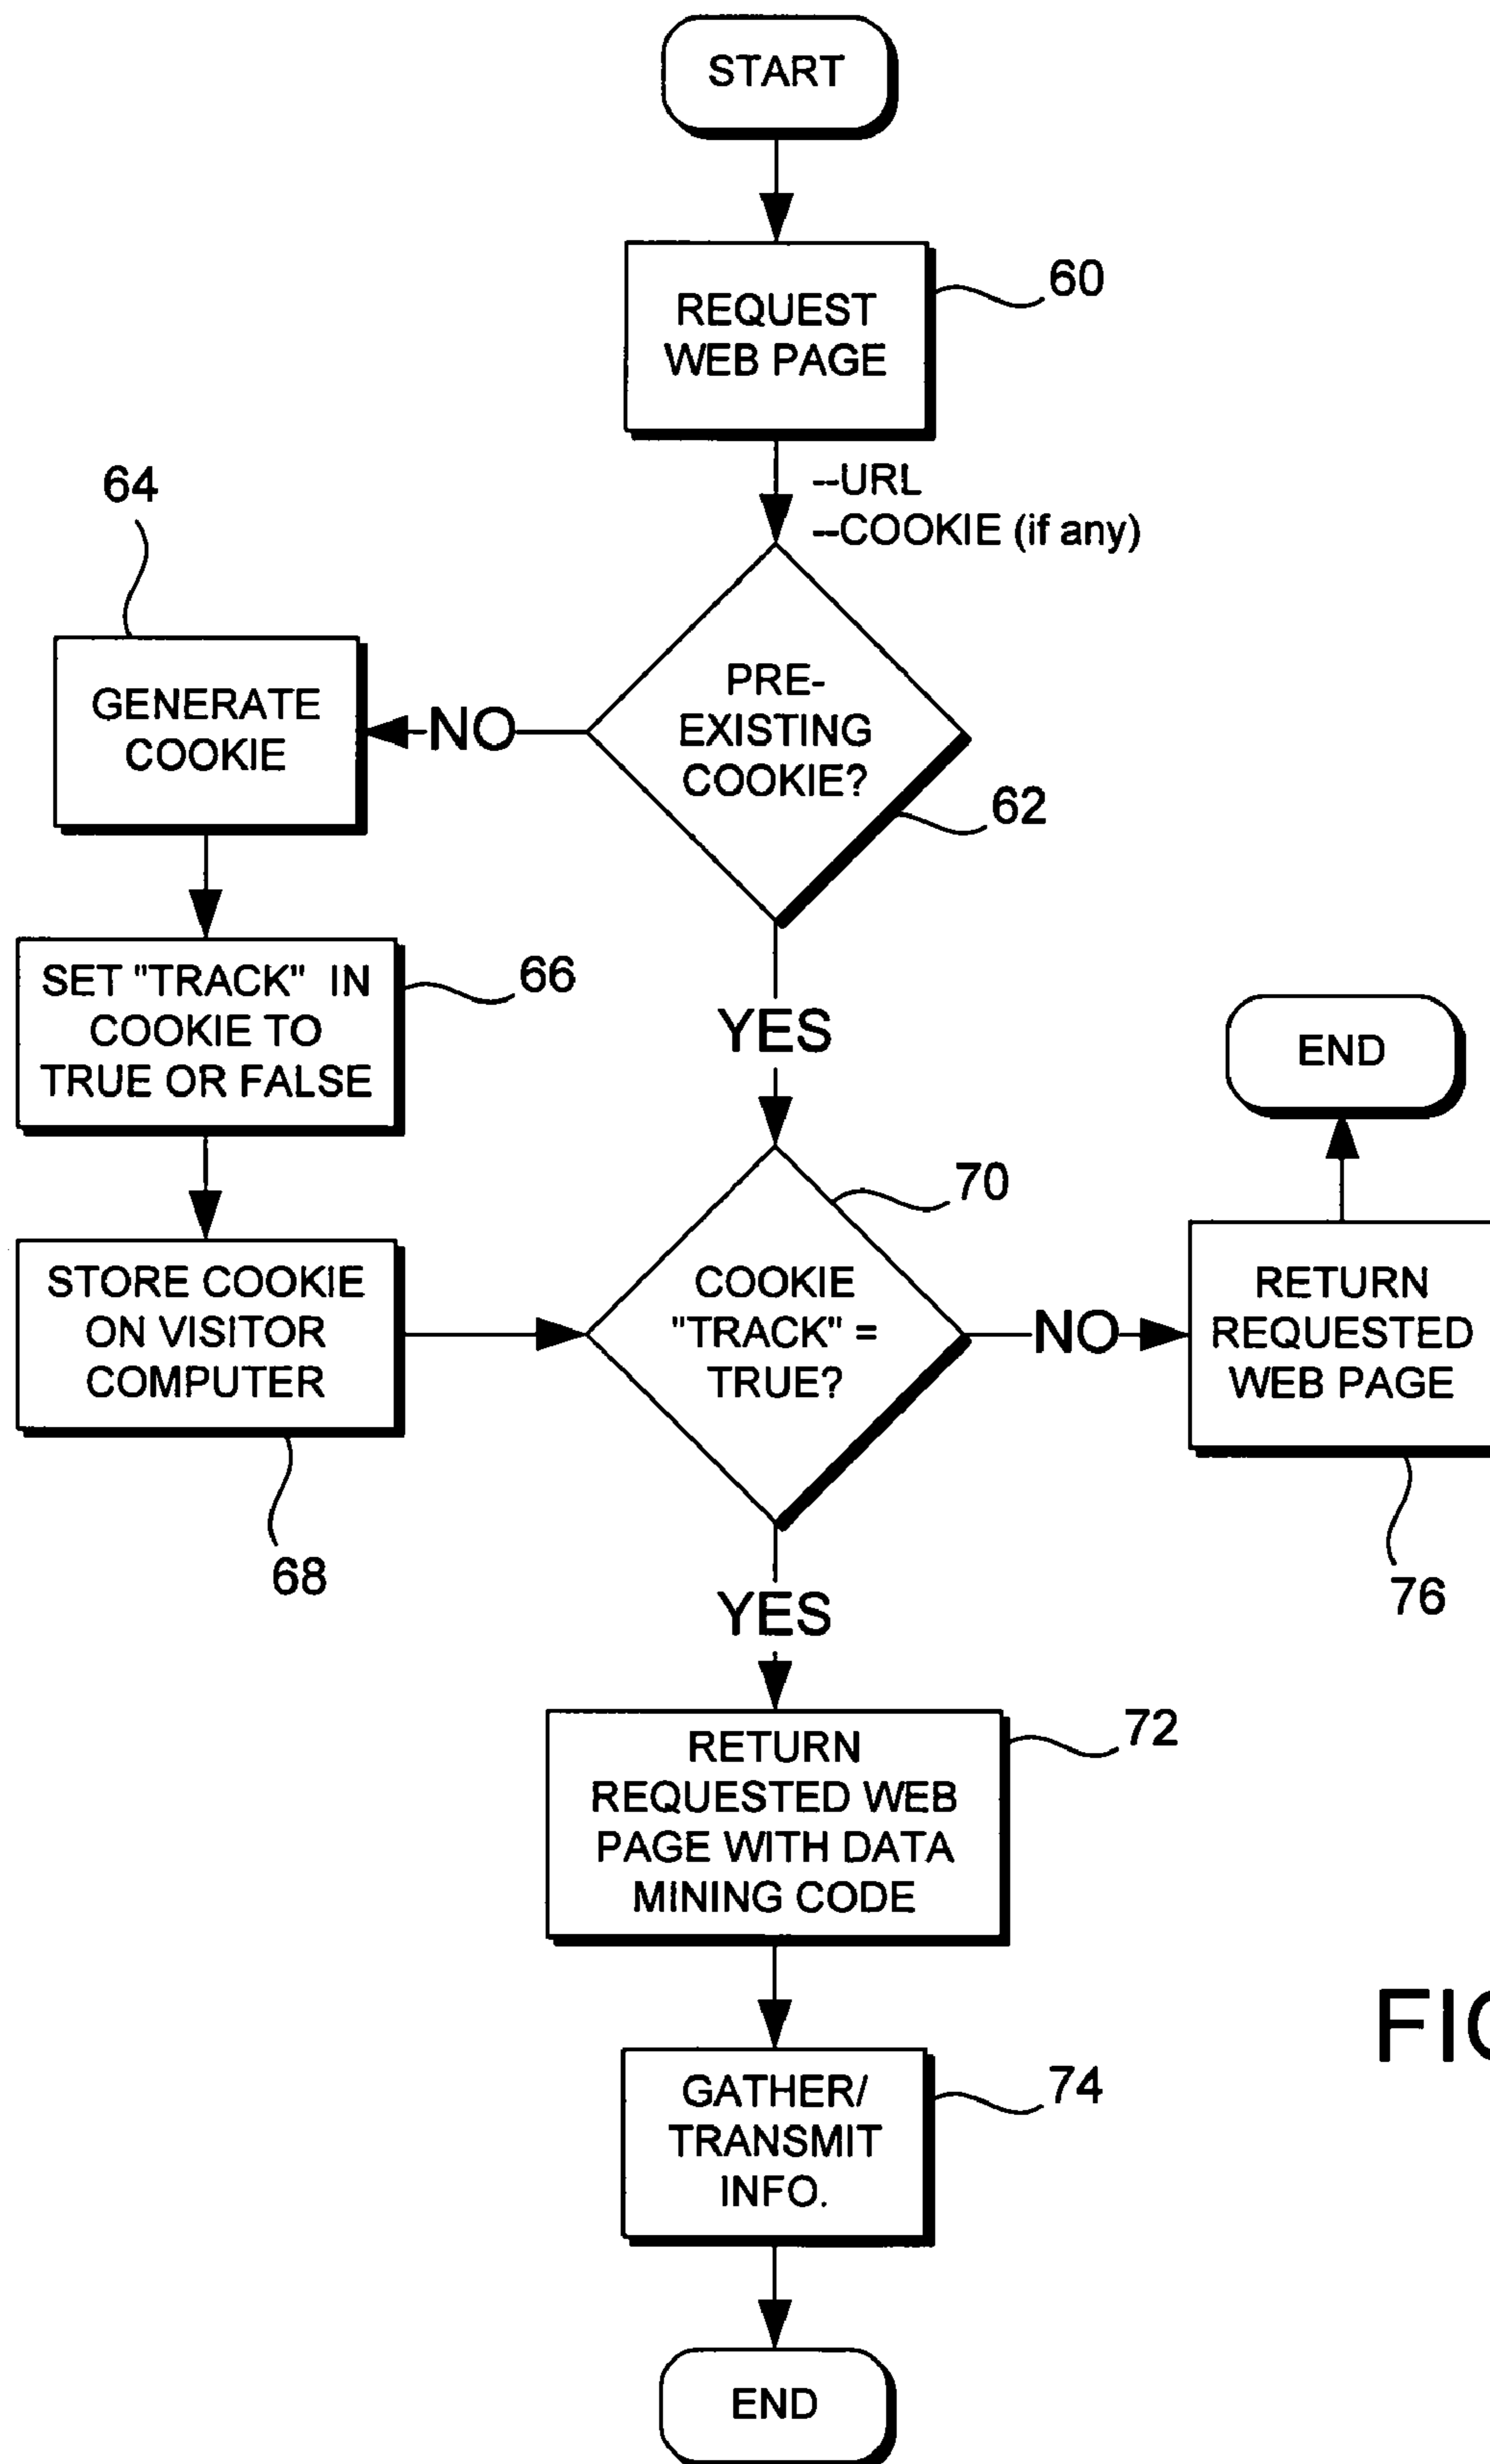 START
REQUEST
WEB PAGE
60
--URL
--COOKIE (if any)
64
GENERATE
COOKIE
NO
PRE-
EXISTING
COOKIE?
62
SET "TRACK" IN
COOKIE TO
TRUE OR FALSE
66
YES
END
STORE COOKIE
ON VISITOR
COMPUTER
68
70
COOKIE
"TRACK" =
TRUE?
NO
RETURN
REQUESTED
WEB PAGE
76
YES
RETURN
REQUESTED WEB
PAGE WITH DATA
MINING CODE
72
GATHER/
TRANSMIT
INFO.
74
END